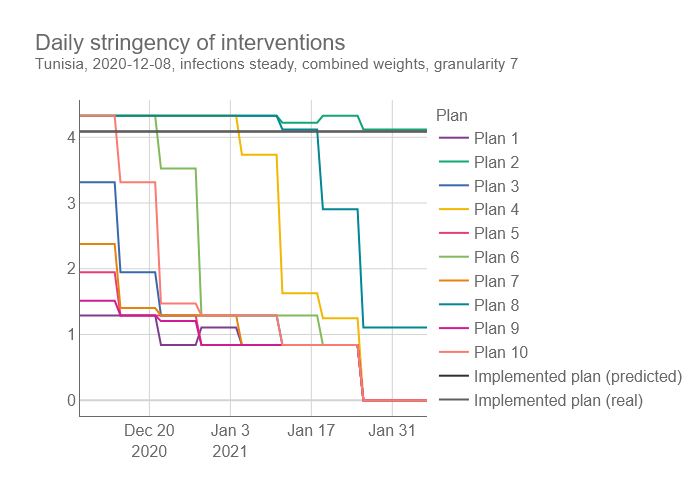 Daily stringency of interventions
Tunisia, 2020-12-08, infections steady, combined weights, granularity 7
Plan
4
3
2
1
0
Dec 20
2020
Jan 3
2021
Jan 17
Jan 31
Plan 1
Plan 2
Plan 3
Plan 4
Plan 5
Plan 6
Plan 7
Plan 8
Plan 9
Plan 10
Implemented plan (predicted)
Implemented plan (real)